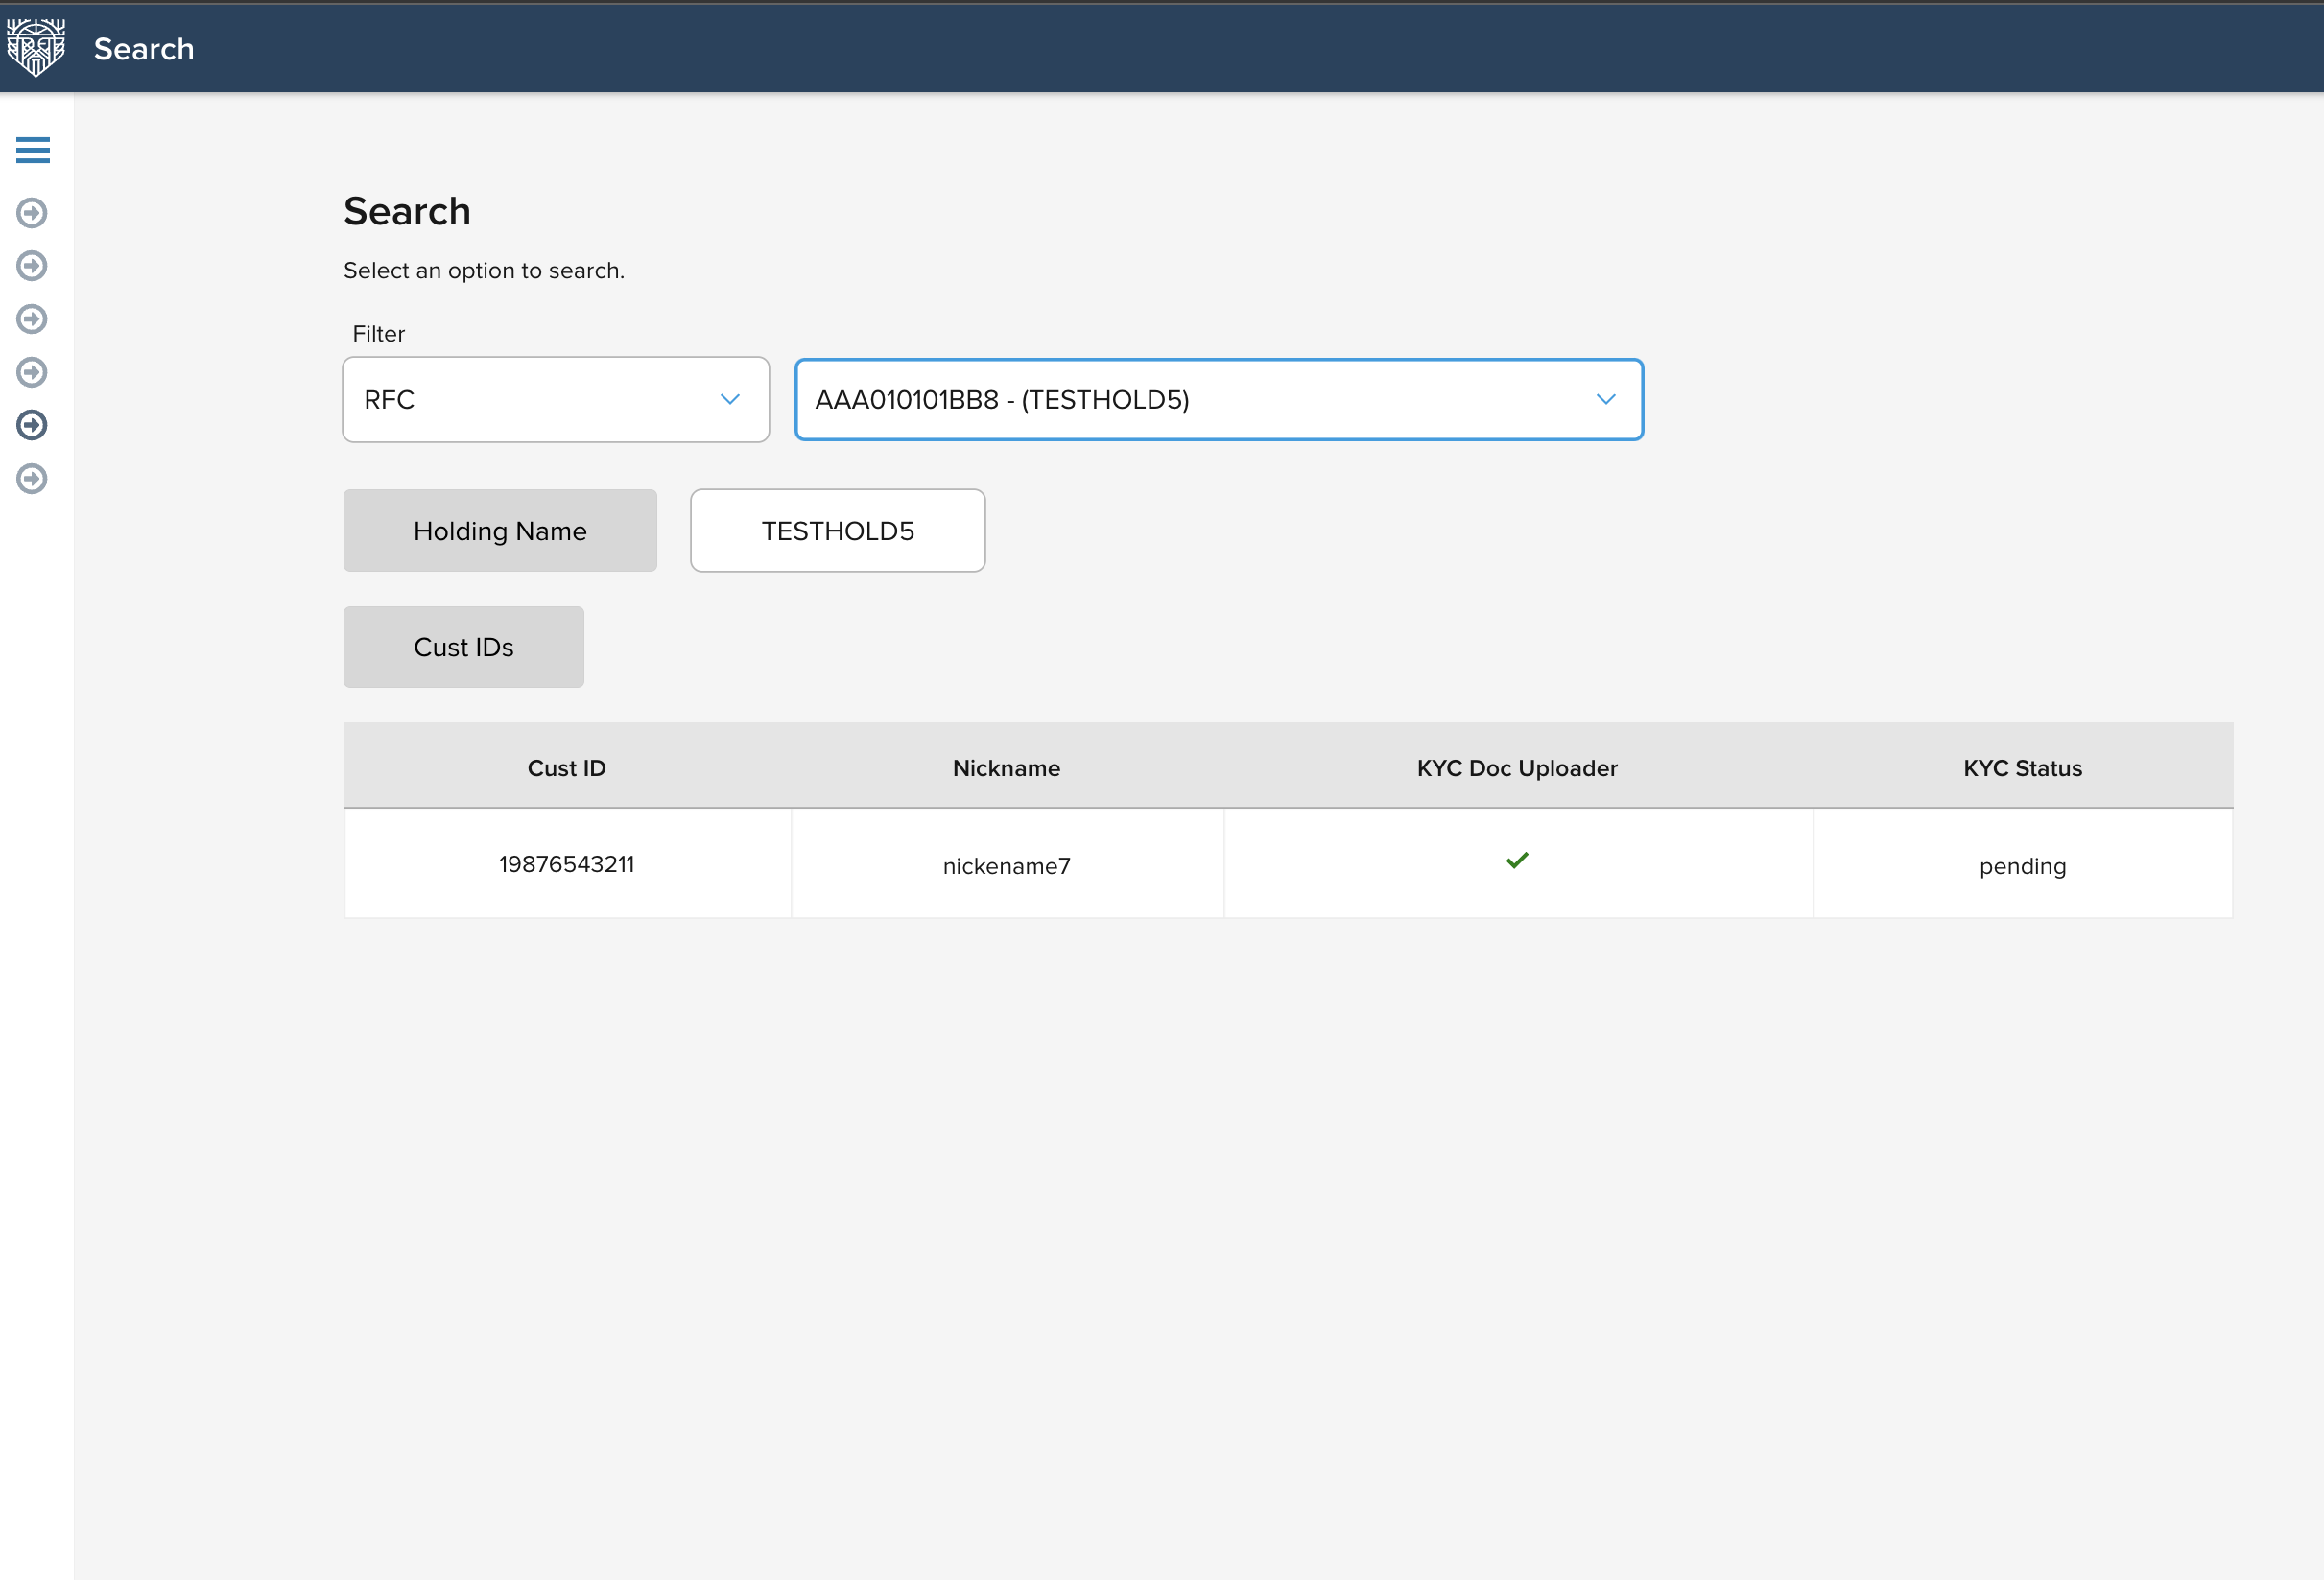 Search
Search
Select an option to search.
Filter
RFC
AAA010101BB8 - (TESTHOLD5)
Holding Name
TESTHOLD5
Cust IDs
Cust ID Nickname KYC Doc Uploader KYC Status
19876543211 nickename7 pending